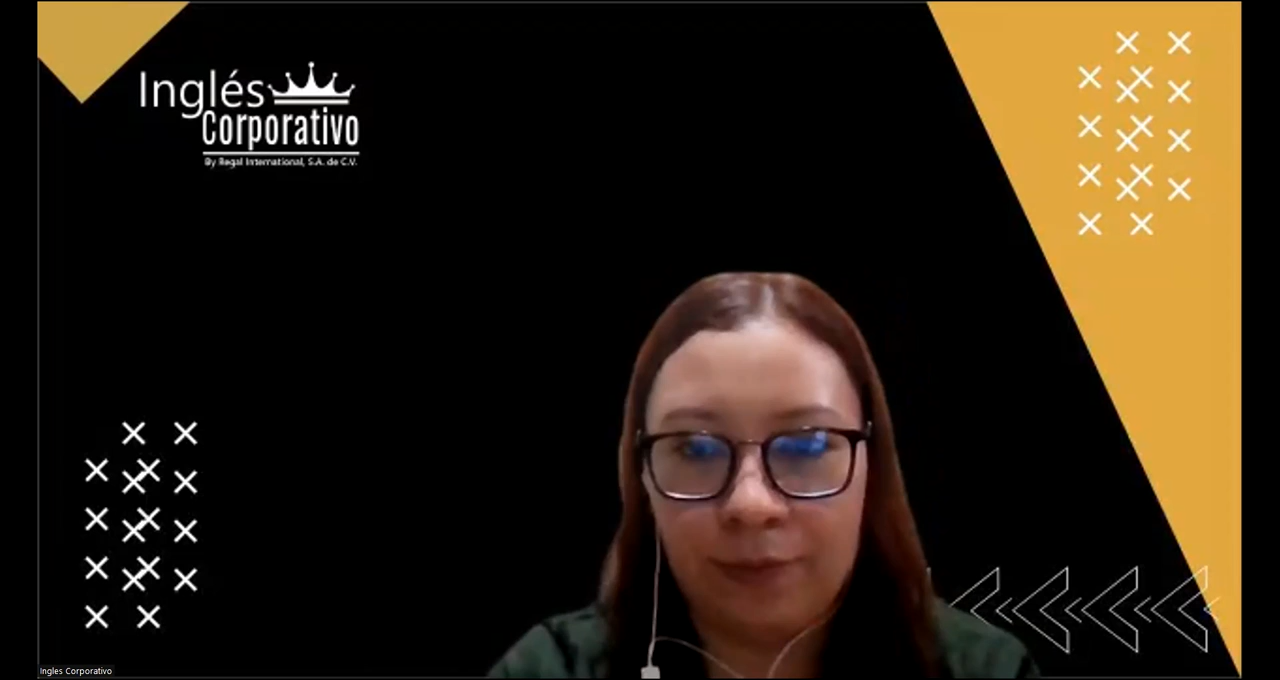 Inglés
Corporativo
By Regal International, S.A. de C.V.
Ingles Corporativo